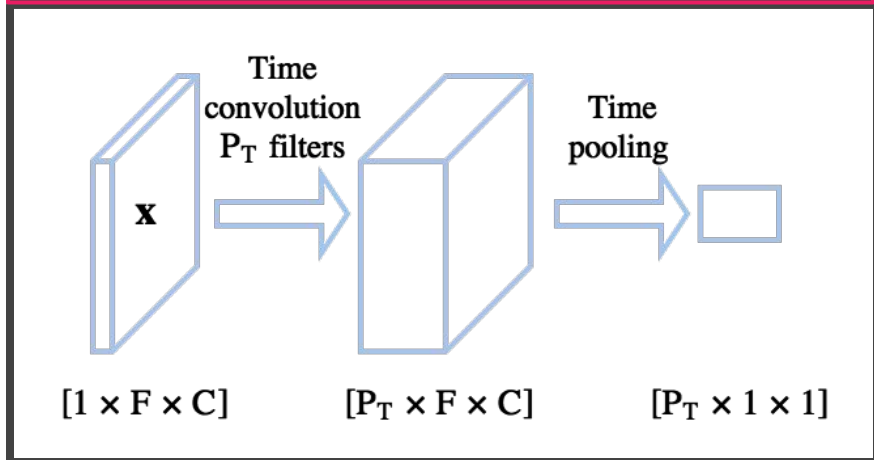 Time
convolution
P_T filters
Time
pooling
x
[1 × F × C]
[P_T × F × C]
[P_T × 1 × 1]